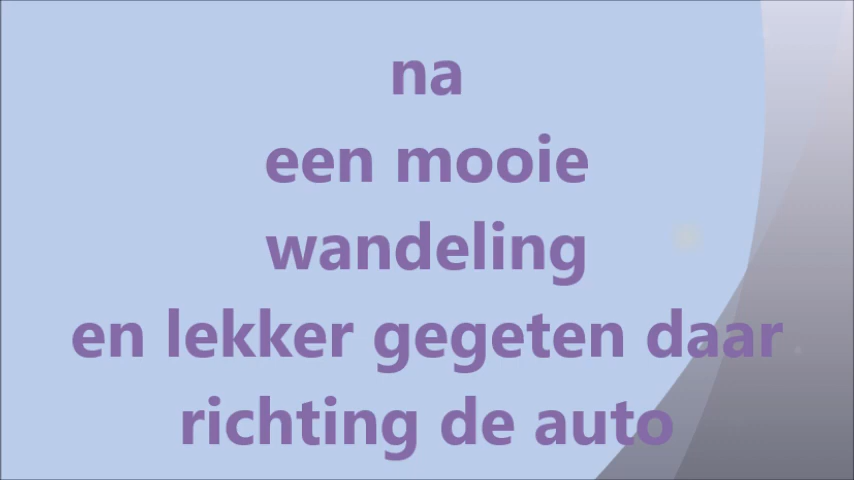 na
een mooie
wandeling
en lekker gegeten daar
richting de auto